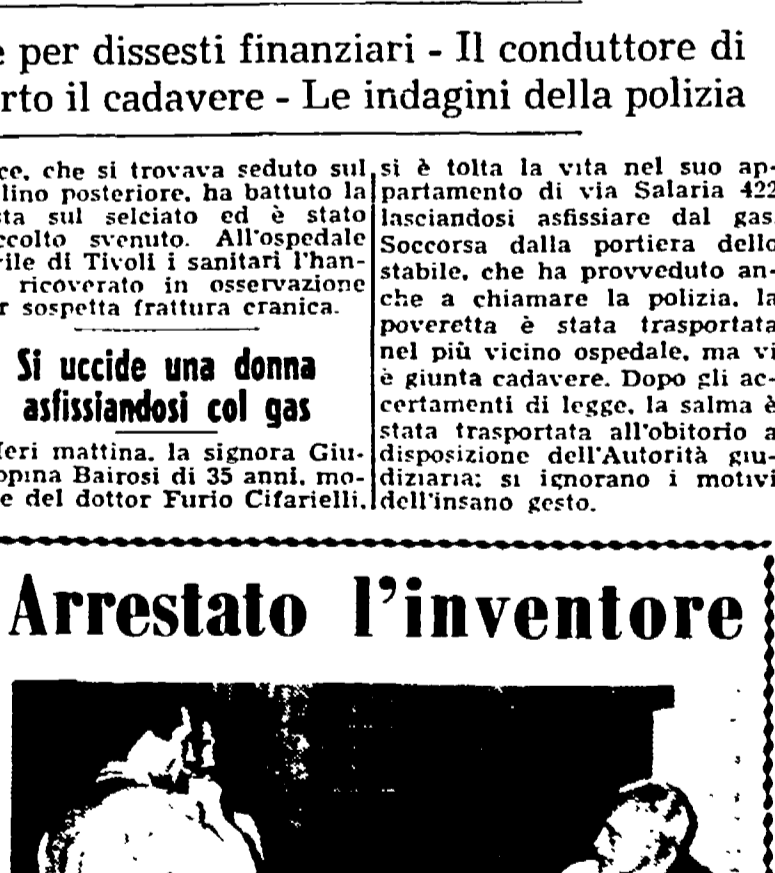 e per dissesti finanziari - Il conduttore di
rto il cadavere - Le indagini della polizia
ce, che si trovava seduto sul
lino posteriore, ha battuto la
sta sul selciato ed è stato
ccolto svenuto. All'ospedale
rile di Tivoli i sanitari l'han-
ricoverato in osservazione
r sospetta frattura cranica.
Si uccide una donna
asfissiandosi col gas
Ieri mattina, la signora Giu-
ppina Bairosi di 35 anni, mo-
e del dottor Furio Cifarielli,
si è tolta la vita nel suo ap-
partamento di via Salaria 422
lasciandosi asfissiare dal gas
Soccorsa dalla portiera dello
stabile, che ha provveduto an-
che a chiamare la polizia, la
poveretta è stata trasportata
nel più vicino ospedale, ma vi
è giunta cadavere. Dopo gli ac-
certamenti di legge, la salma è
stata trasportata all'obitorio a
disposizione dell'Autorità giu-
diziaria: si ignorano i motivi
dell'insano gesto.
Arrestato l'inventore